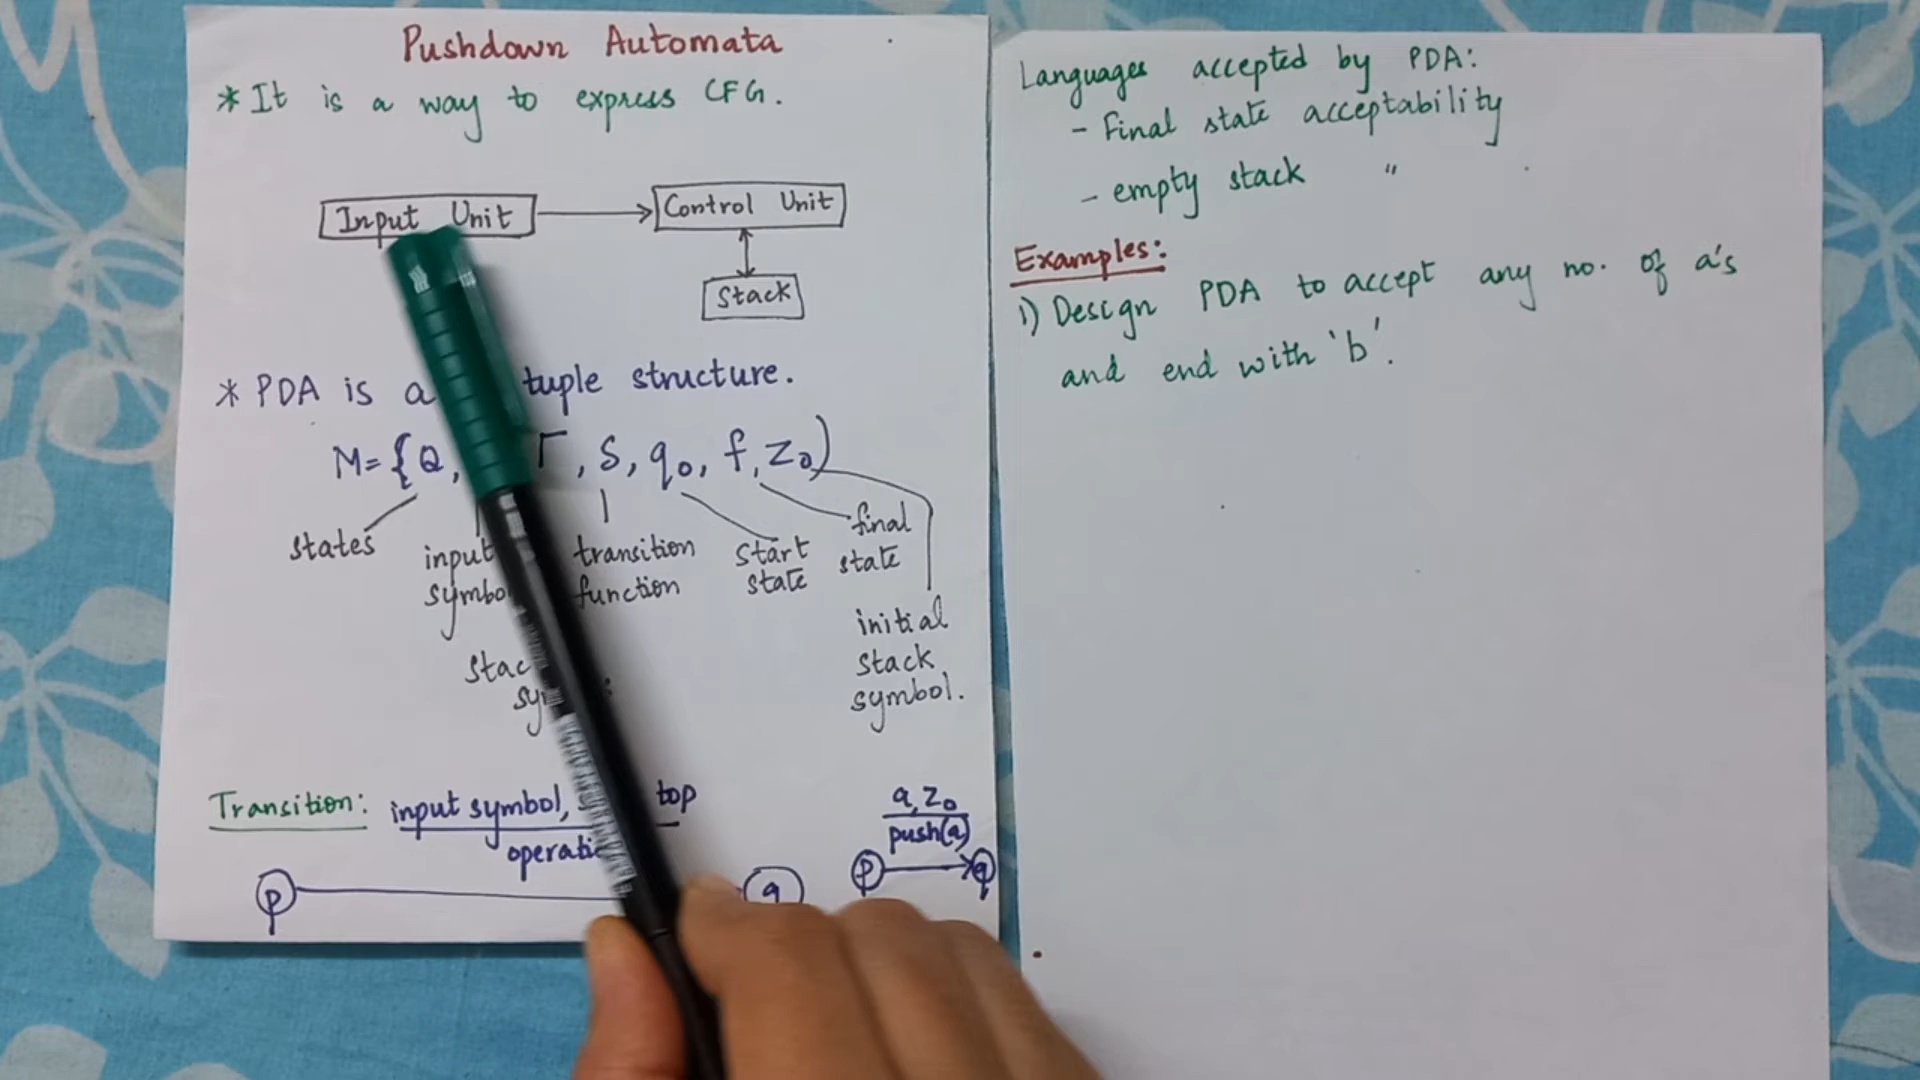 Pushdown Automata
* It is a way to express CFG.
Input Unit
Control Unit
Stack
* PDA is a tuple structure.
M= {Q, Γ, δ, q0, f, z0)
states
input
transition
function
start
state
final
state
initial
stack
symbol.
Transition: input symbol, top
p
q
a, z0
push(a)
p
q
Languages accepted by PDA:
- Final state acceptability
- empty stack "
Examples:
1) Design PDA to accept any no. of a's
and end with 'b'.